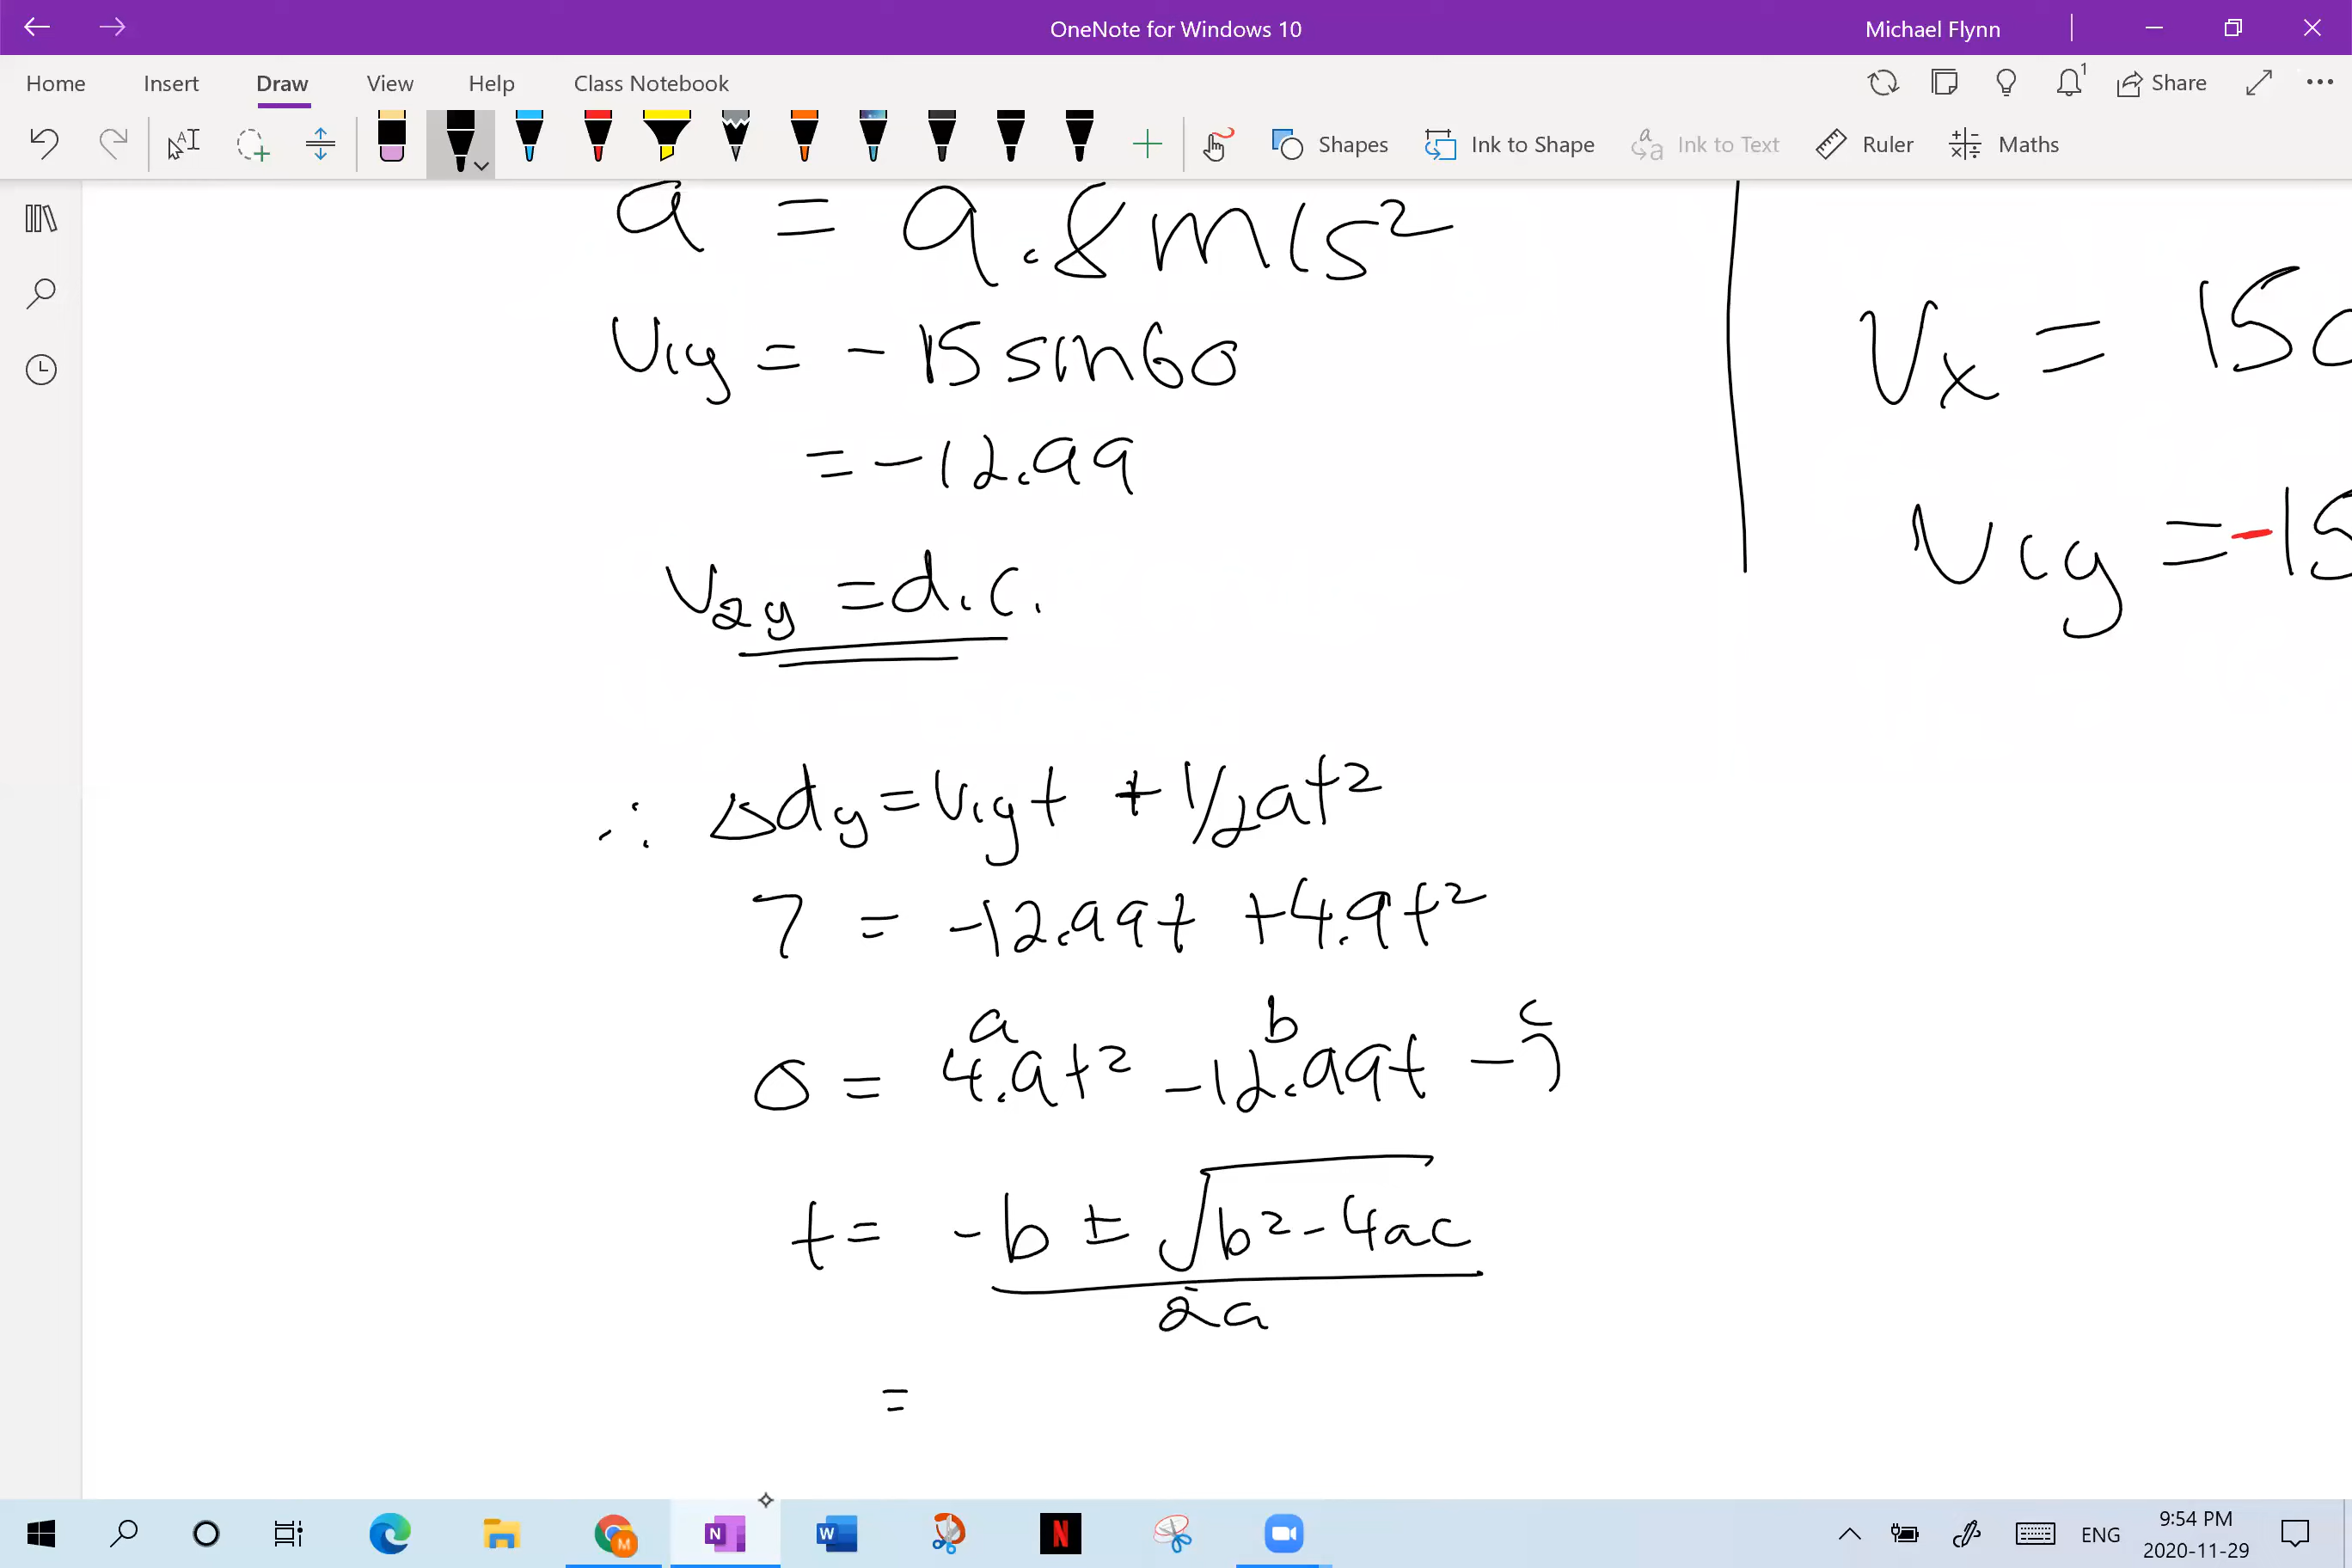 OneNote for Windows 10
Michael Flynn
Home Insert Draw View Help Class Notebook
1
Share
Shapes Ink to Shape Ink to Text Ruler Maths
a = 9.8 m/s²
V1y = - 15 sin60
= -12.99
V2y = d.c.
Vx = 150
V1y = -15
∴ Δdy = V1yt + 1/2at²
7 = -12.99t + 4.9t²
a b c
0 = 4.9t² - 12.99t - 7
t = -b ± √b² - 4ac
2a
=
N
W
N
M
ENG
9:54 PM
2020-11-29